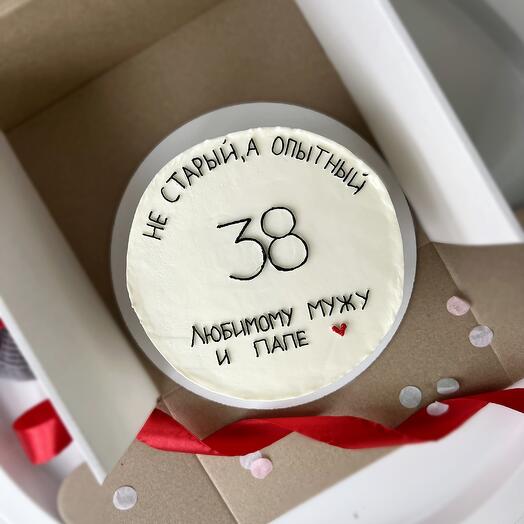 НЕ СТАРЫЙ, А ОПЫТНЫЙ
38
ЛЮБИМОМУ МУЖУ
И ПАПЕ